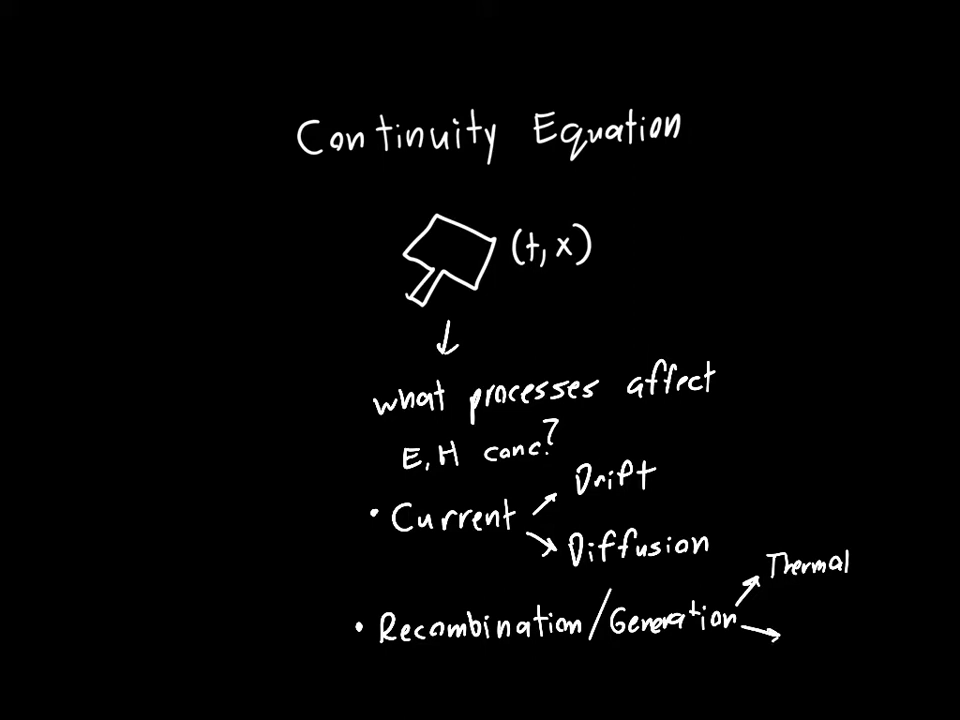 Continuity Equation
(t, x)
what processes affect
E, H conc?
Drift
• Current
Diffusion
Thermal
• Recombination/Generation